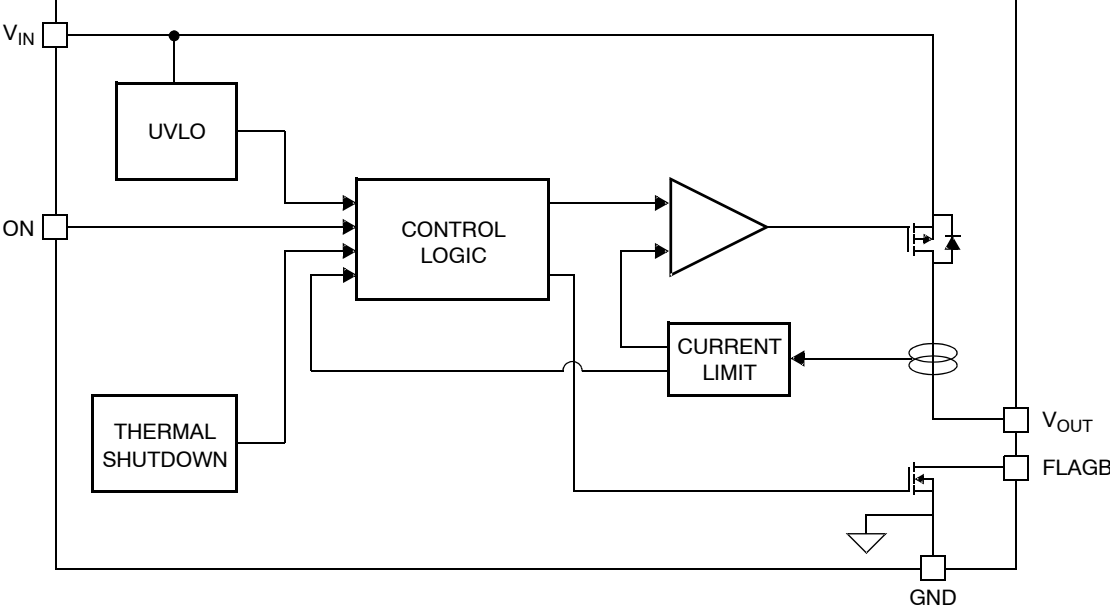 VIN
UVLO
ON
CONTROL
LOGIC
CURRENT
LIMIT
THERMAL
SHUTDOWN
VOUT
FLAGB
GND